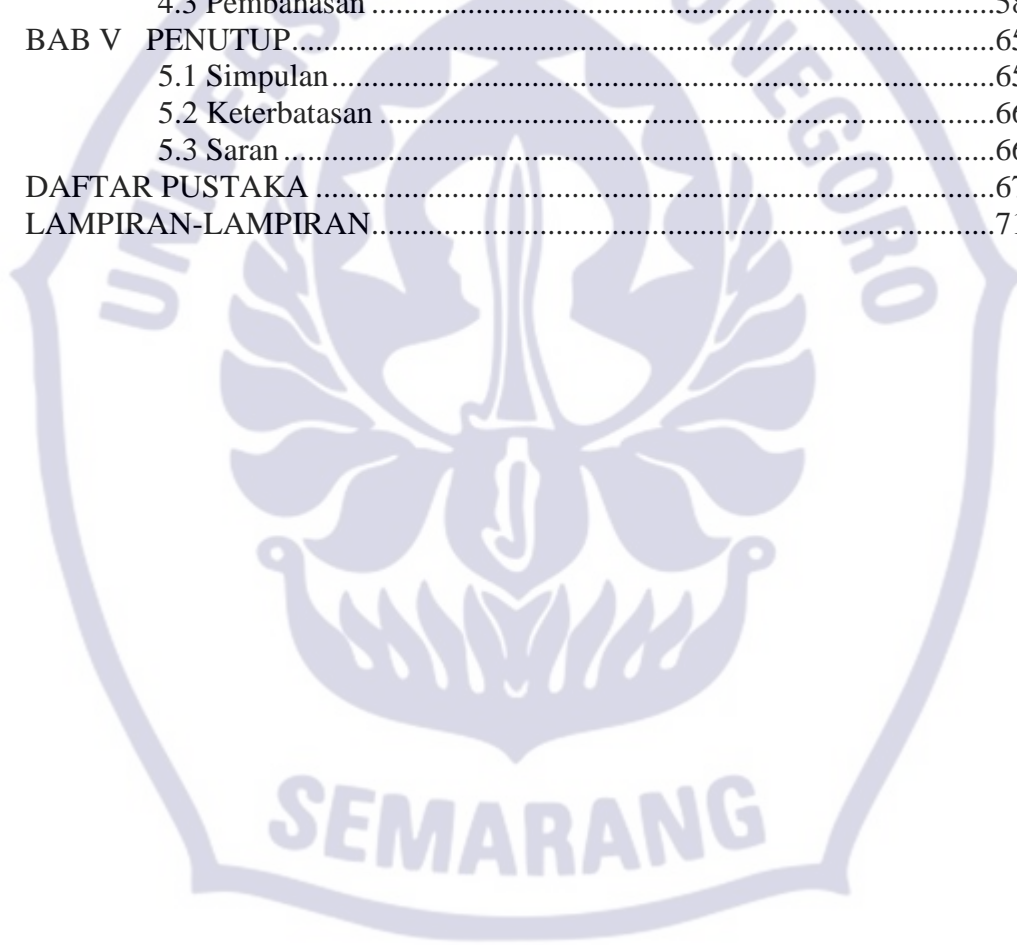 4.3 Pembahasan ........................................................................58
BAB V PENUTUP........................................................................65
5.1 Simpulan........................................................................65
5.2 Keterbatasan ........................................................................66
5.3 Saran ........................................................................66
DAFTAR PUSTAKA ........................................................................67
LAMPIRAN-LAMPIRAN........................................................................71
SEMARANG